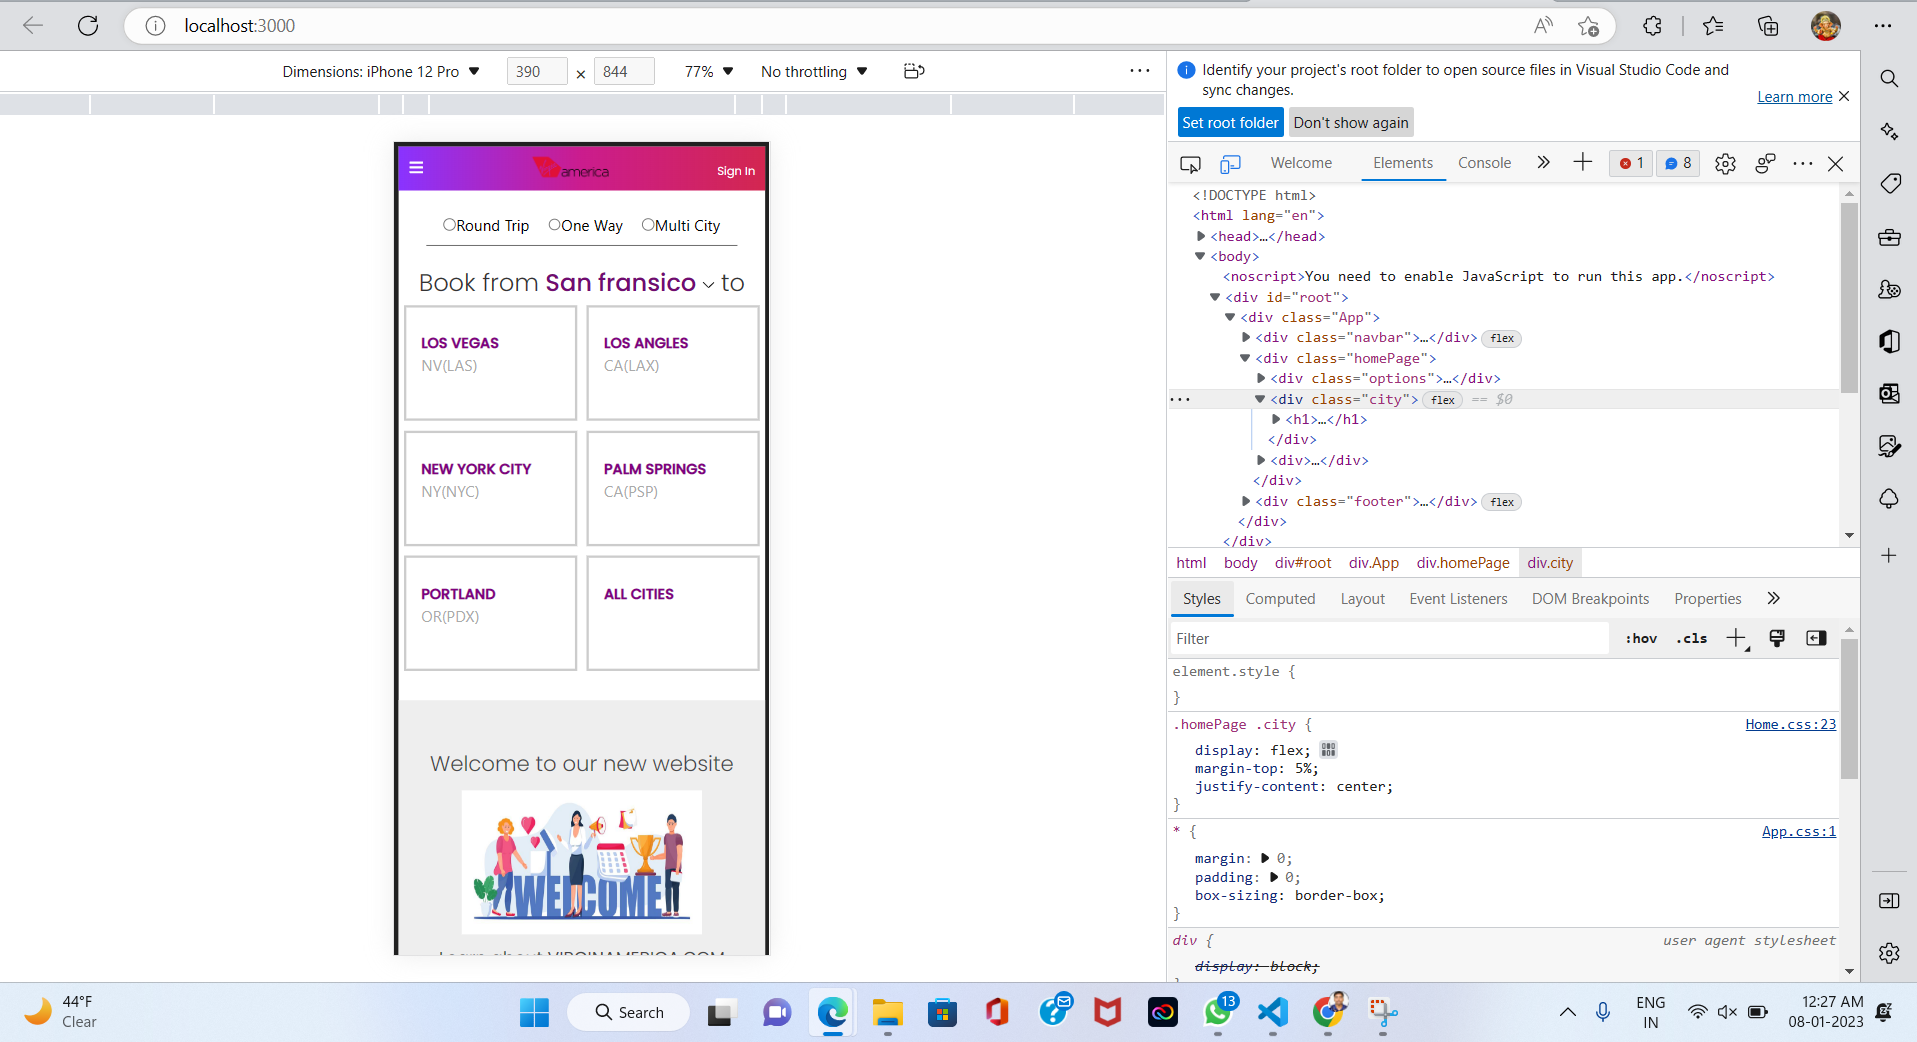 localhost:3000
Dimensions: iPhone 12 Pro 390 × 844 77% No throttling
america Sign In
Round Trip One Way Multi City
Book from San fransico to
LOS VEGAS
NV(LAS)
LOS ANGLES
CA(LAX)
NEW YORK CITY
NY(NYC)
PALM SPRINGS
CA(PSP)
PORTLAND
OR(PDX)
ALL CITIES
Welcome to our new website
WELCOME
Learn about VIRGINAMERICA.COM
Identify your project's root folder to open source files in Visual Studio Code and
sync changes.
Learn more
Set root folder Don't show again
Welcome Elements Console 1 8
<!DOCTYPE html>
<html lang="en">
<head>…</head>
<body>
<noscript>You need to enable JavaScript to run this app.</noscript>
<div id="root">
<div class="App">
<div class="navbar">…</div> flex
<div class="homePage">
<div class="options">…</div>
<div class="city"> flex == $0
<h1>…</h1>
</div>
<div>…</div>
</div>
<div class="footer">…</div> flex
</div>
</div>
html body div#root div.App div.homePage div.city
Styles Computed Layout Event Listeners DOM Breakpoints Properties
Filter :hov .cls
element.style {
}
.homePage .city { Home.css:23
display: flex;
margin-top: 5%;
justify-content: center;
}
* { App.css:1
margin: 0;
padding: 0;
box-sizing: border-box;
}
div { user agent stylesheet
display: block;
44°F
Clear
Search
13
ENG
IN
12:27 AM
08-01-2023